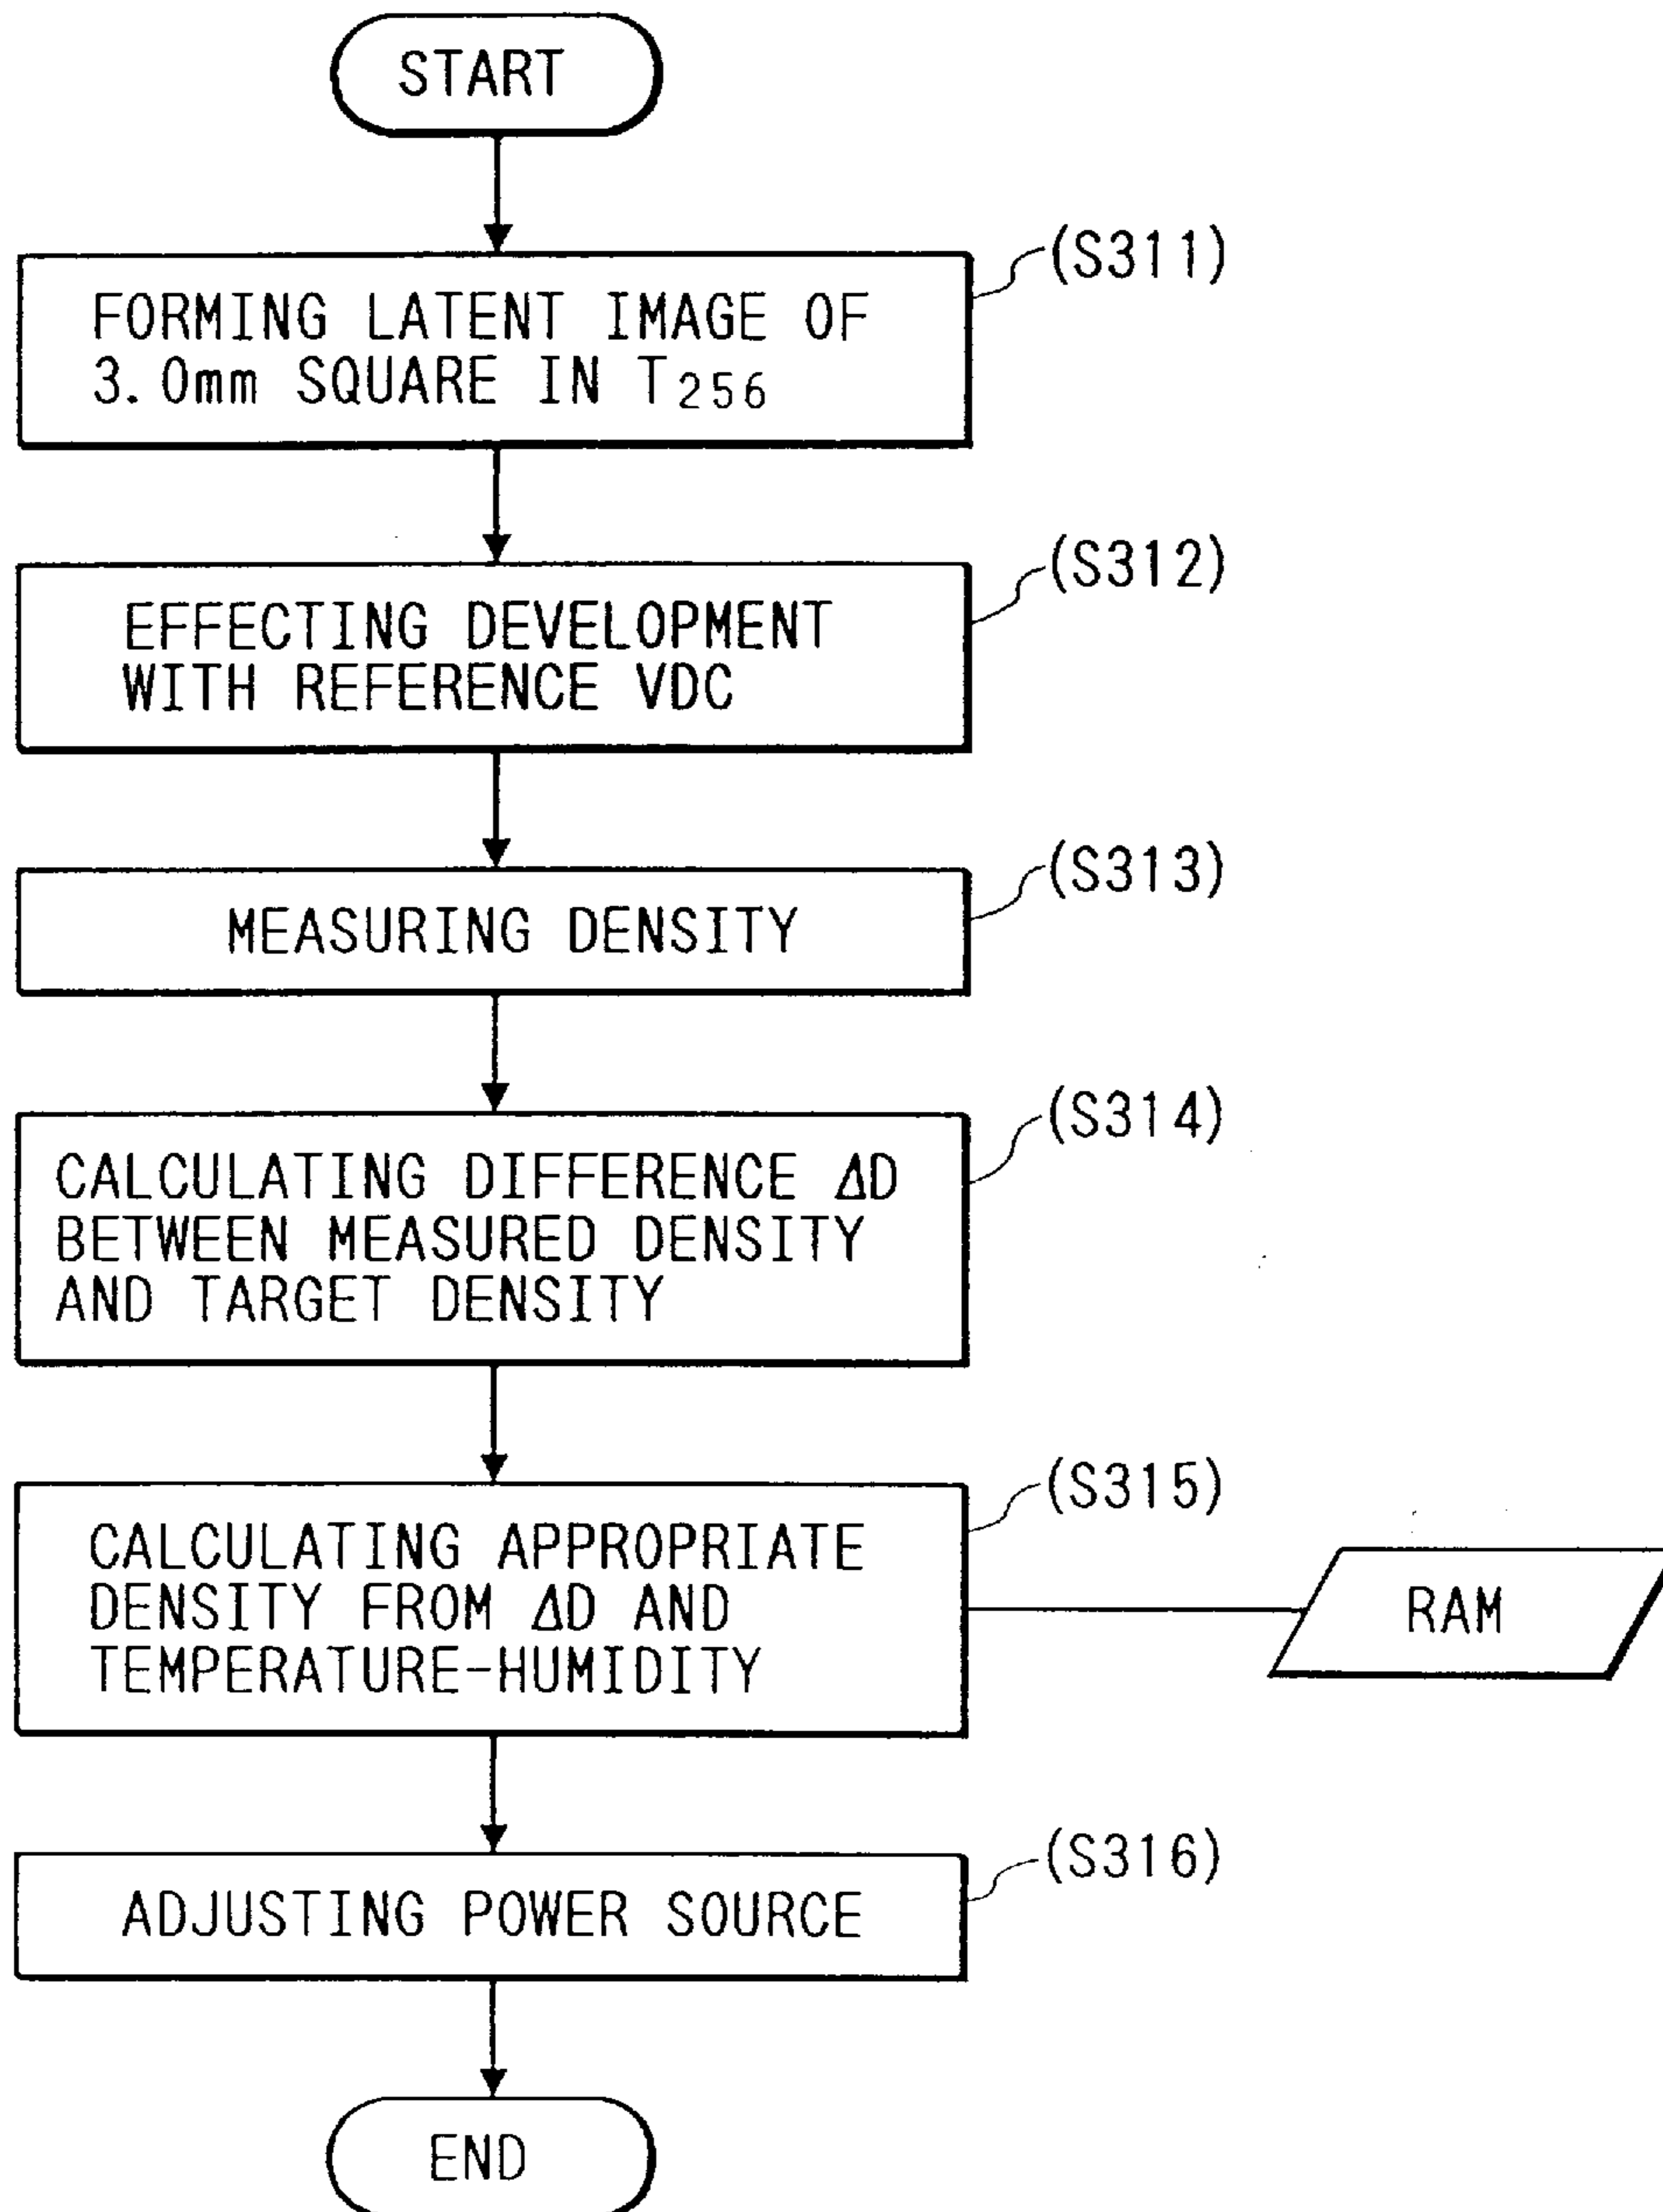 START
(S311)
FORMING LATENT IMAGE OF
3.0mm SQUARE IN T₂₅₆
(S312)
EFFECTING DEVELOPMENT
WITH REFERENCE VDC
(S313)
MEASURING DENSITY
(S314)
CALCULATING DIFFERENCE ΔD
BETWEEN MEASURED DENSITY
AND TARGET DENSITY
(S315)
CALCULATING APPROPRIATE
DENSITY FROM ΔD AND
TEMPERATURE-HUMIDITY
RAM
(S316)
ADJUSTING POWER SOURCE
END